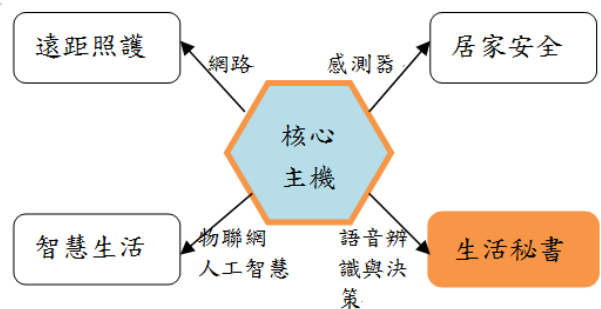 遠距照護
居家安全
網路
感測器
核心
主機
智慧生活
物聯網
人工智慧
語音辨
識與決
策
生活秘書